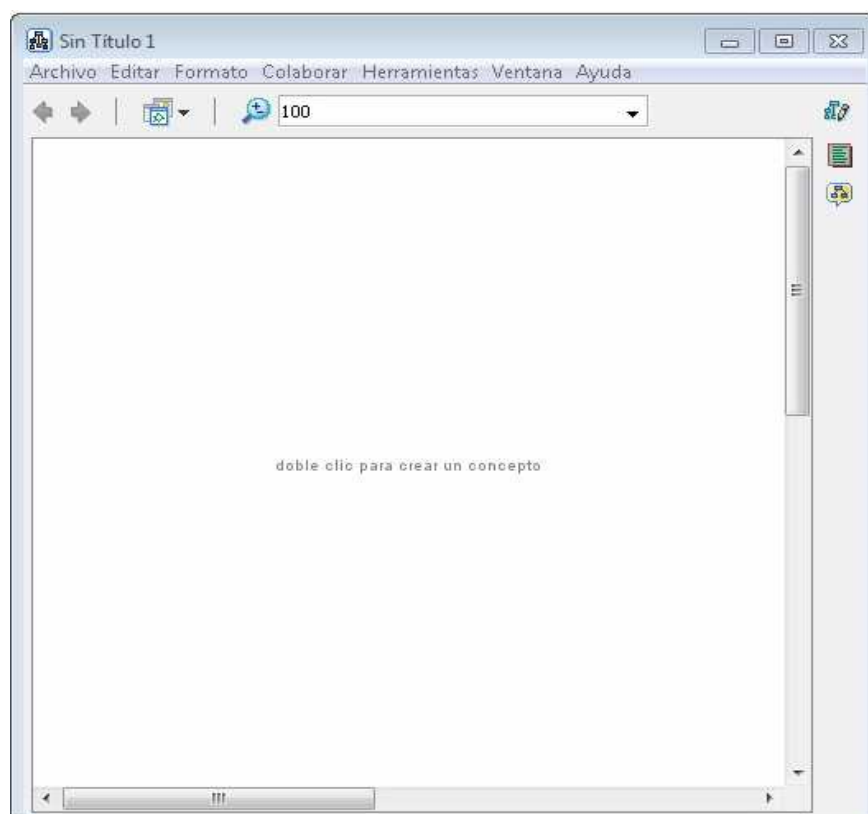 Sin Título 1
Archivo Editar Formato Colaborar Herramientas Ventana Ayuda
100
doble clic para crear un concepto